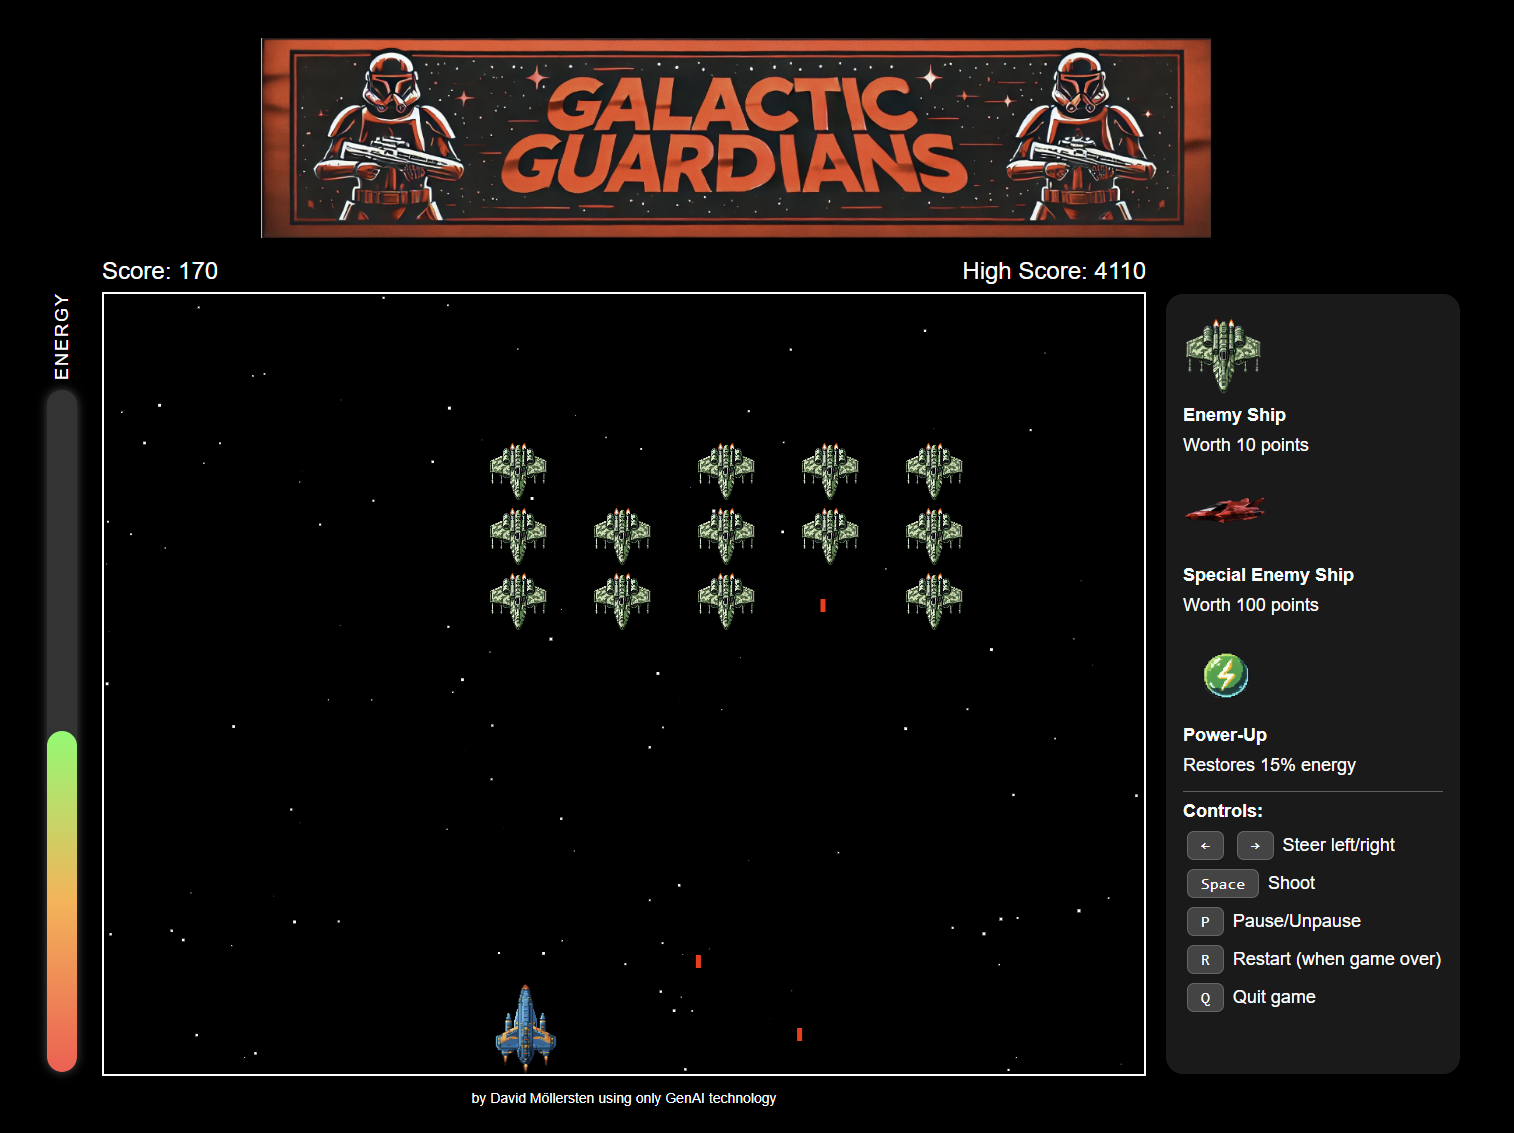 GALACTIC
GUARDIANS
Score: 170
High Score: 4110
ENERGY
Enemy Ship
Worth 10 points
Special Enemy Ship
Worth 100 points
Power-Up
Restores 15% energy
Controls:
← → Steer left/right
Space Shoot
P Pause/Unpause
R Restart (when game over)
Q Quit game
by David Möllersten using only GenAI technology